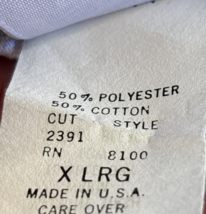 50% POLYESTER
50% COTTON
CUT STYLE
2391
RN 8100
X LRG
MADE IN U.S.A.
CARE OVER